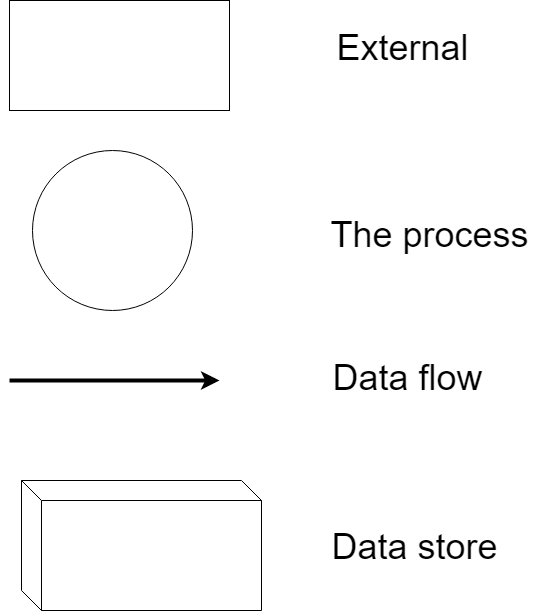 External
The process
Data flow
Data store